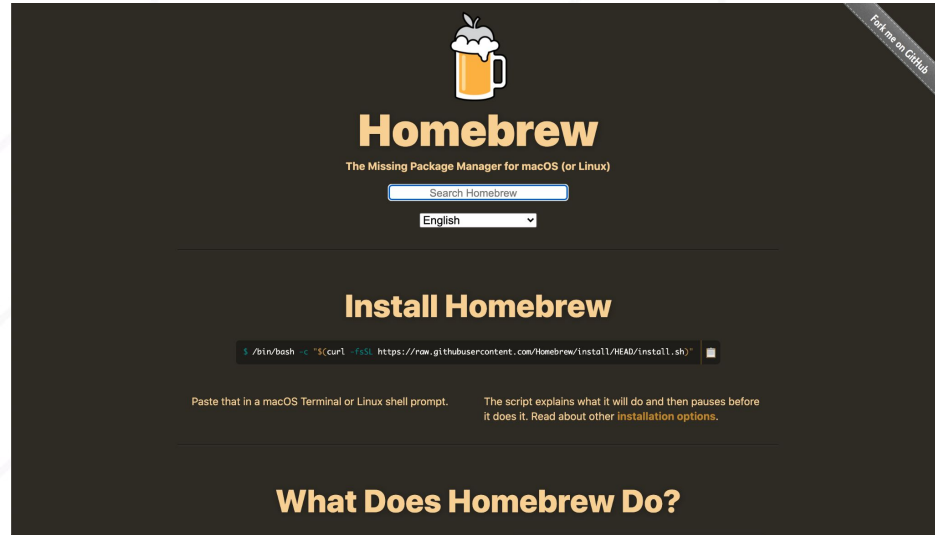 Fork me on GitHub
Homebrew
The Missing Package Manager for macOS (or Linux)
Search Homebrew
English
Install Homebrew
$ /bin/bash -c "$(curl -fsSL https://raw.githubusercontent.com/Homebrew/install/HEAD/install.sh)"
Paste that in a macOS Terminal or Linux shell prompt.
The script explains what it will do and then pauses before
it does it. Read about other installation options.
What Does Homebrew Do?